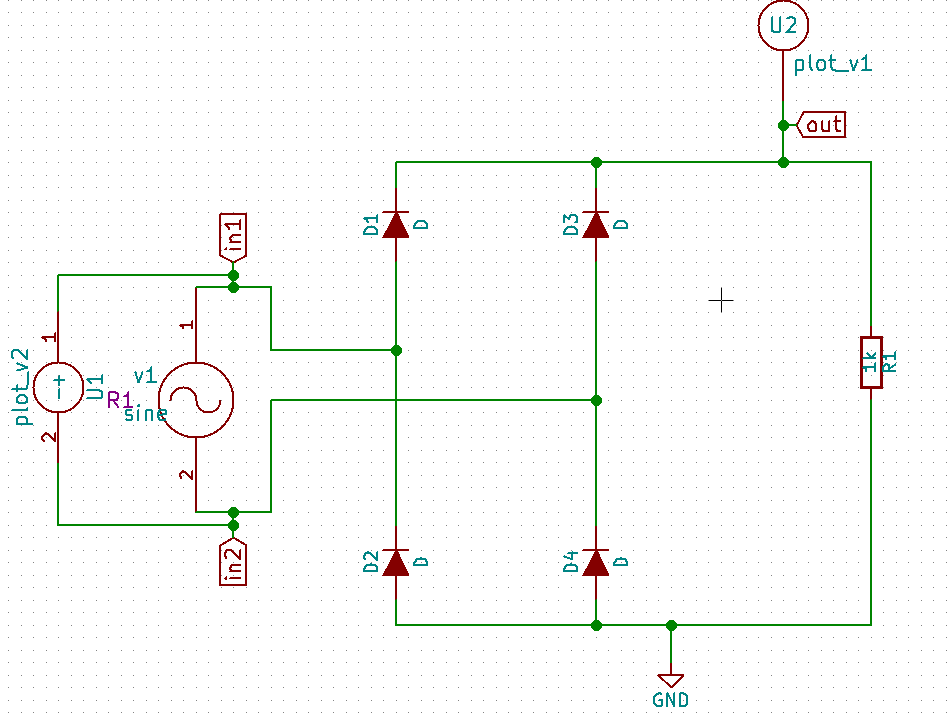 U2
plot_v1
out
in1
D1
D
D3
D
1
1
plot_v2
U1
R1
v1
sine
1k
R1
2
2
in2
D2
D
D4
D
GND